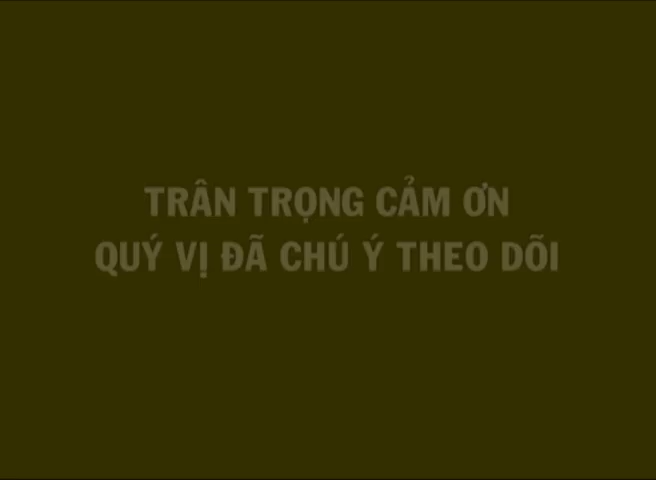 TRÂN TRỌNG CẢM ƠN
QUÝ VỊ ĐÃ CHÚ Ý THEO DÕI